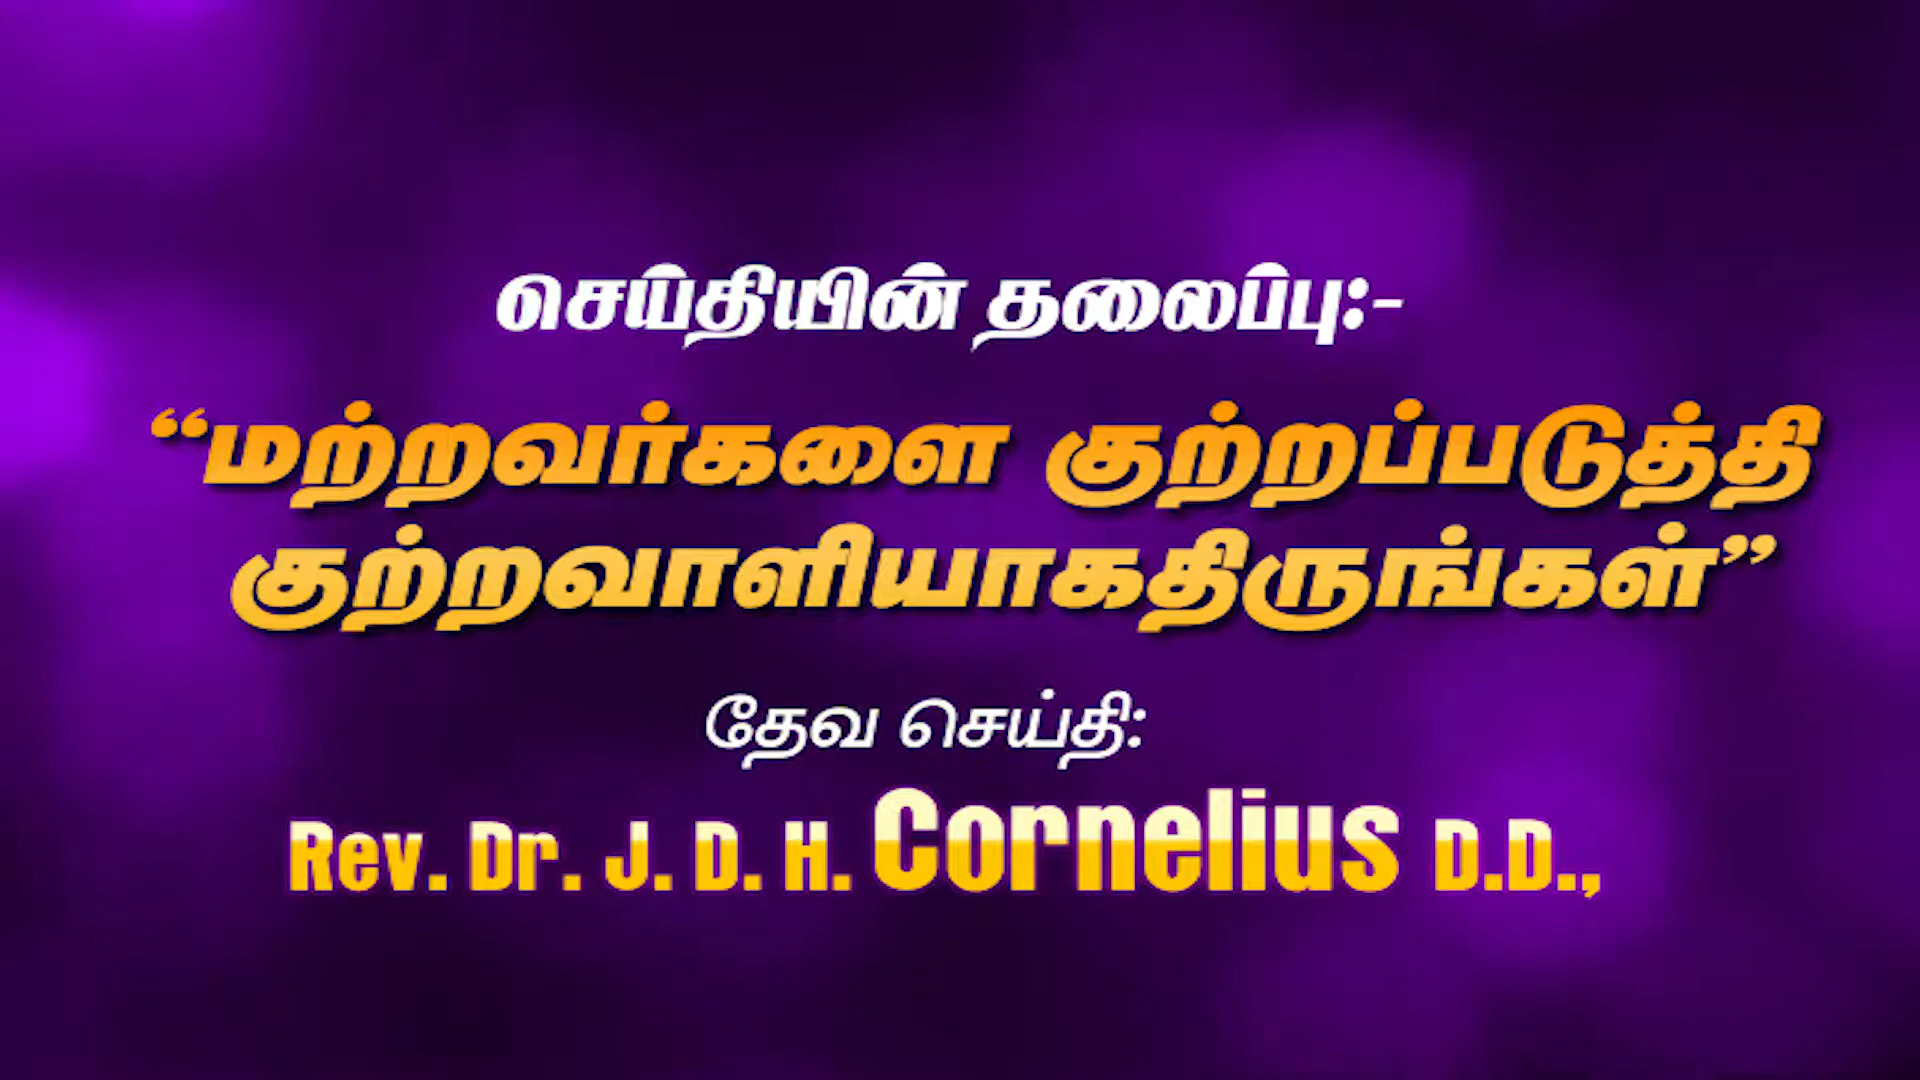 செய்தியின் தலைப்பு:-
“மற்றவர்களை குற்றப்படுத்தி
குற்றவாளியாகதிருங்கள்”
தேவ செய்தி:
Rev. Dr. J. D. H. Cornelius D.D.,